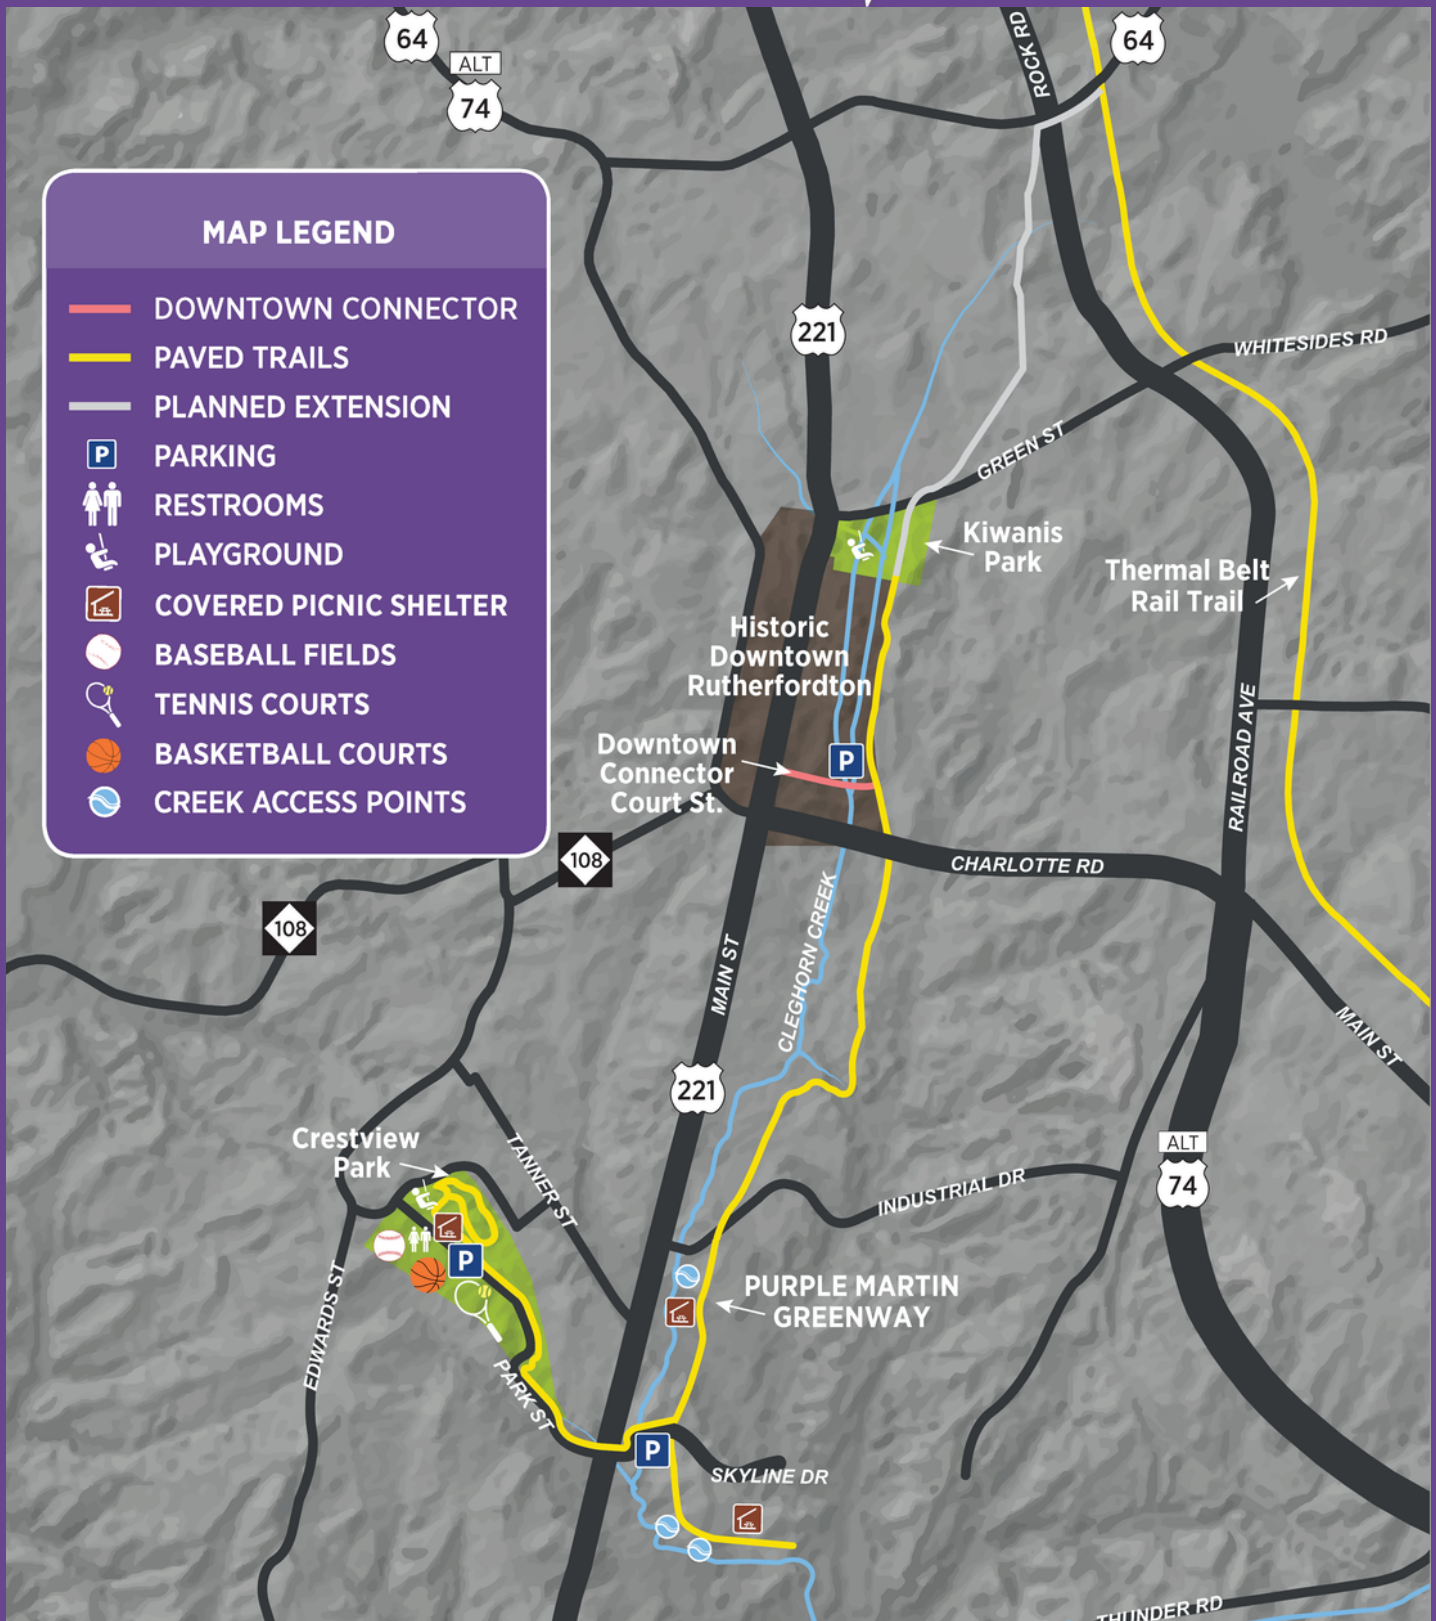 64
ALT
74
ROCK RD
64
MAP LEGEND
DOWNTOWN CONNECTOR
PAVED TRAILS
PLANNED EXTENSION
P PARKING
RESTROOMS
PLAYGROUND
COVERED PICNIC SHELTER
BASEBALL FIELDS
TENNIS COURTS
BASKETBALL COURTS
CREEK ACCESS POINTS
221
WHITESIDES RD
GREEN ST
Kiwanis
Park
Thermal Belt
Rail Trail
Historic
Downtown
Rutherfordton
Downtown
Connector
Court St.
P
RAILROAD AVE
108
108
CHARLOTTE RD
CLEGHORN CREEK
MAIN ST
MAIN ST
221
Crestview
Park
TANNER ST
ALT
74
INDUSTRIAL DR
P
EDWARDS ST
PURPLE MARTIN
GREENWAY
PARK ST
P
SKYLINE DR
THUNDER RD